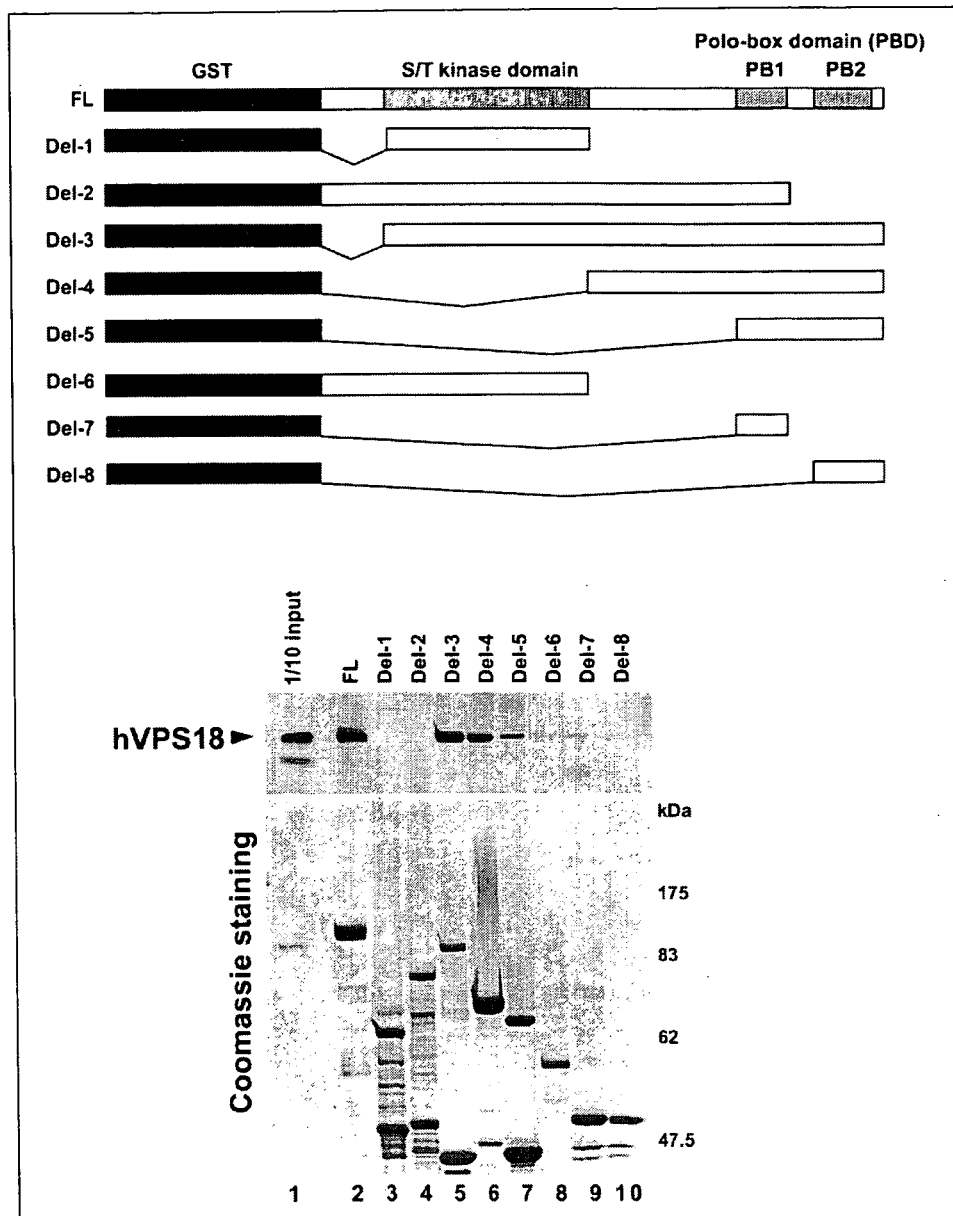 Polo-box domain (PBD)
GST S/T kinase domain PB1 PB2
FL
Del-1
Del-2
Del-3
Del-4
Del-5
Del-6
Del-7
Del-8
1/10 input FL Del-1 Del-2 Del-3 Del-4 Del-5 Del-6 Del-7 Del-8
hVPS18
kDa
175
83
62
47.5
Coomassie staining
1 2 3 4 5 6 7 8 9 10